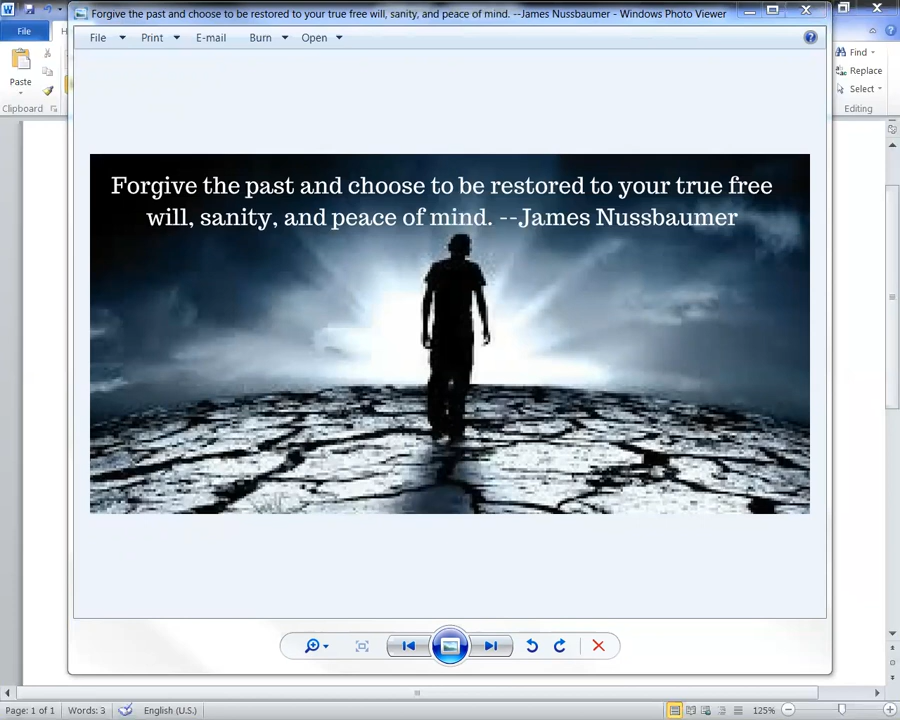 Forgive the past and choose to be restored to your true free will, sanity, and peace of mind. --James Nussbaumer - Windows Photo Viewer
File
File Print E-mail Burn Open
Paste
Clipboard
Find
Replace
Select
Editing
Forgive the past and choose to be restored to your true free
will, sanity, and peace of mind. --James Nussbaumer
Page: 1 of 1 Words: 3 English (U.S.) 125%